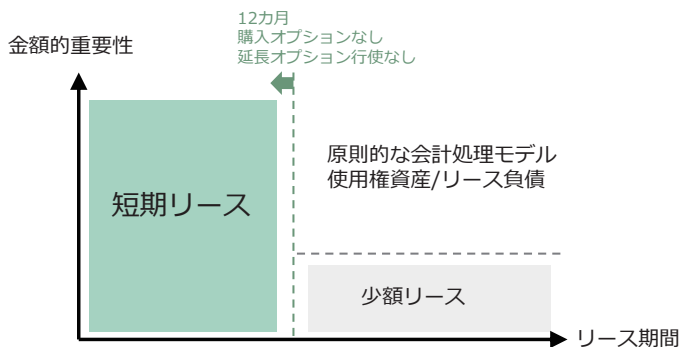 12カ月
購入オプションなし
延長オプション行使なし
金額的重要性
原則的な会計処理モデル
使用権資産/リース負債
短期リース
少額リース
リース期間